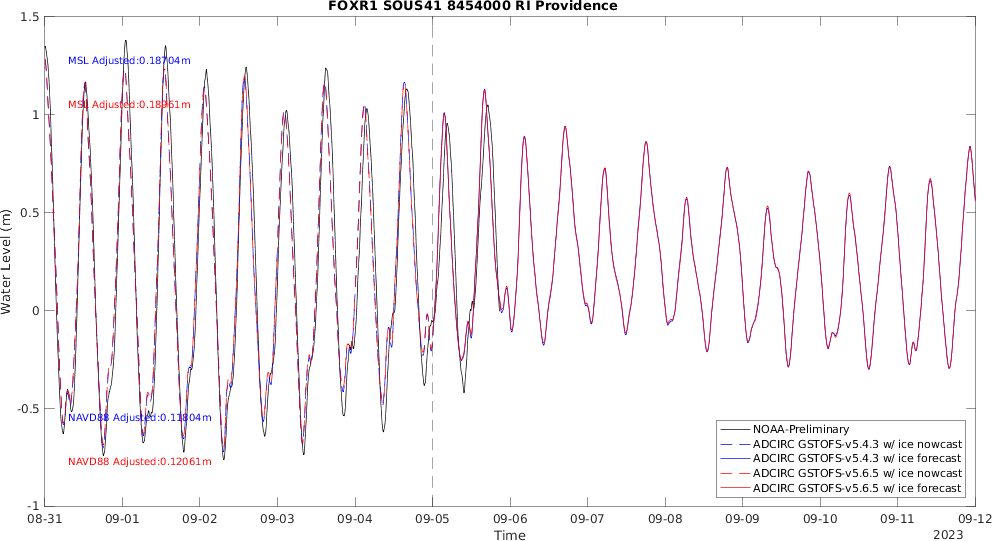 FOXR1 SOUS41 8454000 RI Providence
1.5
1
0.5
0
-0.5
-1
Water Level (m)
MSL Adjusted:0.18704m
MSL Adjusted:0.18961m
NAVD88 Adjusted:0.11804m
NAVD88 Adjusted:0.12061m
NOAA-Preliminary
ADCIRC GSTOFS-v5.4.3 w/ ice nowcast
ADCIRC GSTOFS-v5.4.3 w/ ice forecast
ADCIRC GSTOFS-v5.6.5 w/ ice nowcast
ADCIRC GSTOFS-v5.6.5 w/ ice forecast
08-31 09-01 09-02 09-03 09-04 09-05 09-06 09-07 09-08 09-09 09-10 09-11 09-12
Time
2023